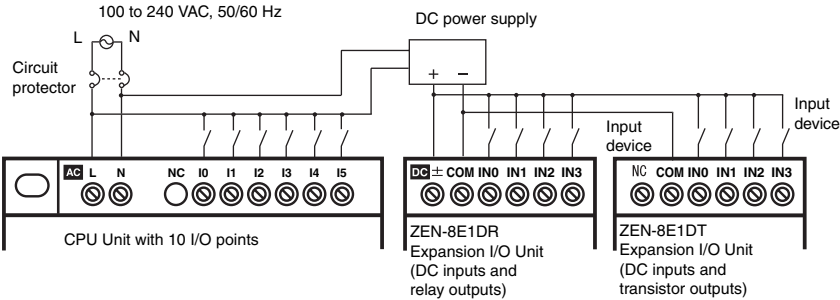 100 to 240 VAC, 50/60 Hz
L N
Circuit
protector
DC power supply
+ −
Input
device
Input
device
AC L N NC I0 I1 I2 I3 I4 I5
DC ± COM IN0 IN1 IN2 IN3
NC COM IN0 IN1 IN2 IN3
CPU Unit with 10 I/O points
ZEN-8E1DR
Expansion I/O Unit
(DC inputs and
relay outputs)
ZEN-8E1DT
Expansion I/O Unit
(DC inputs and
transistor outputs)